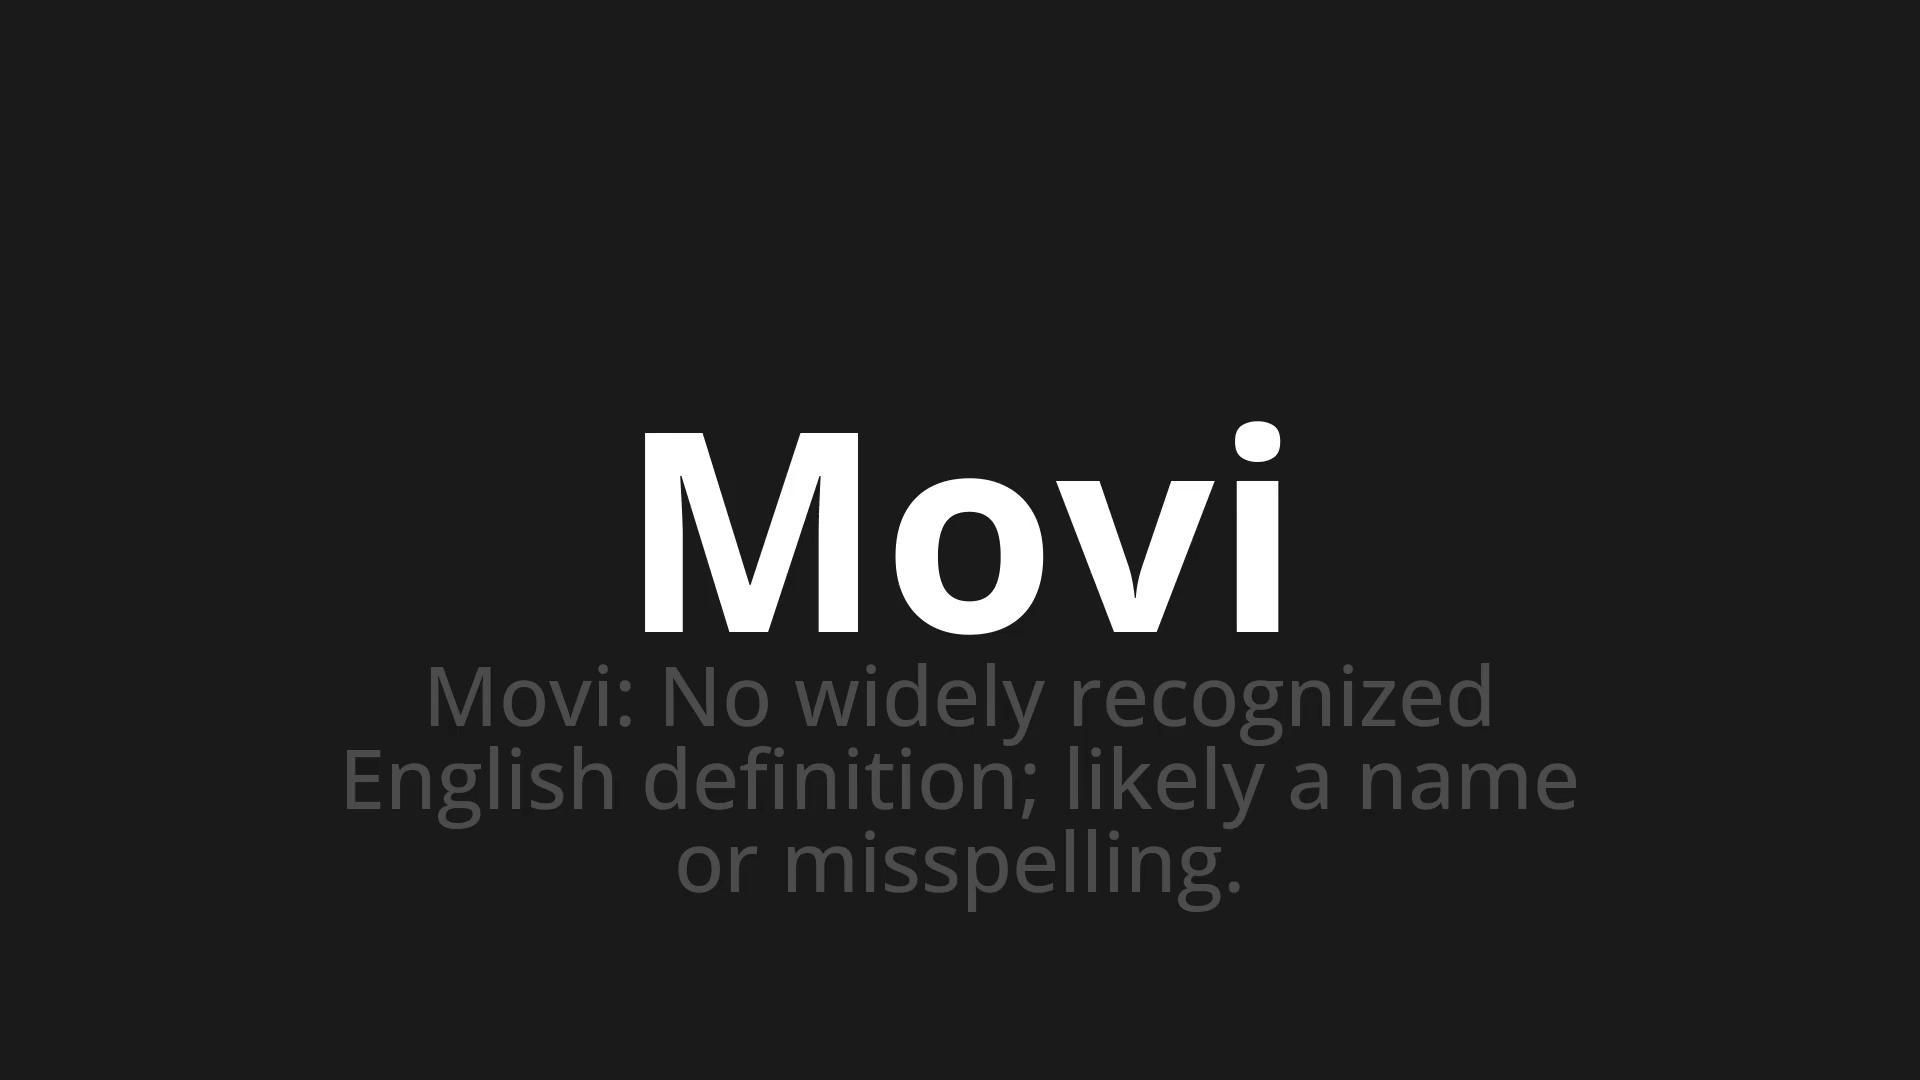 Movi
Movi: No widely recognized
English definition; likely a name
or misspelling.